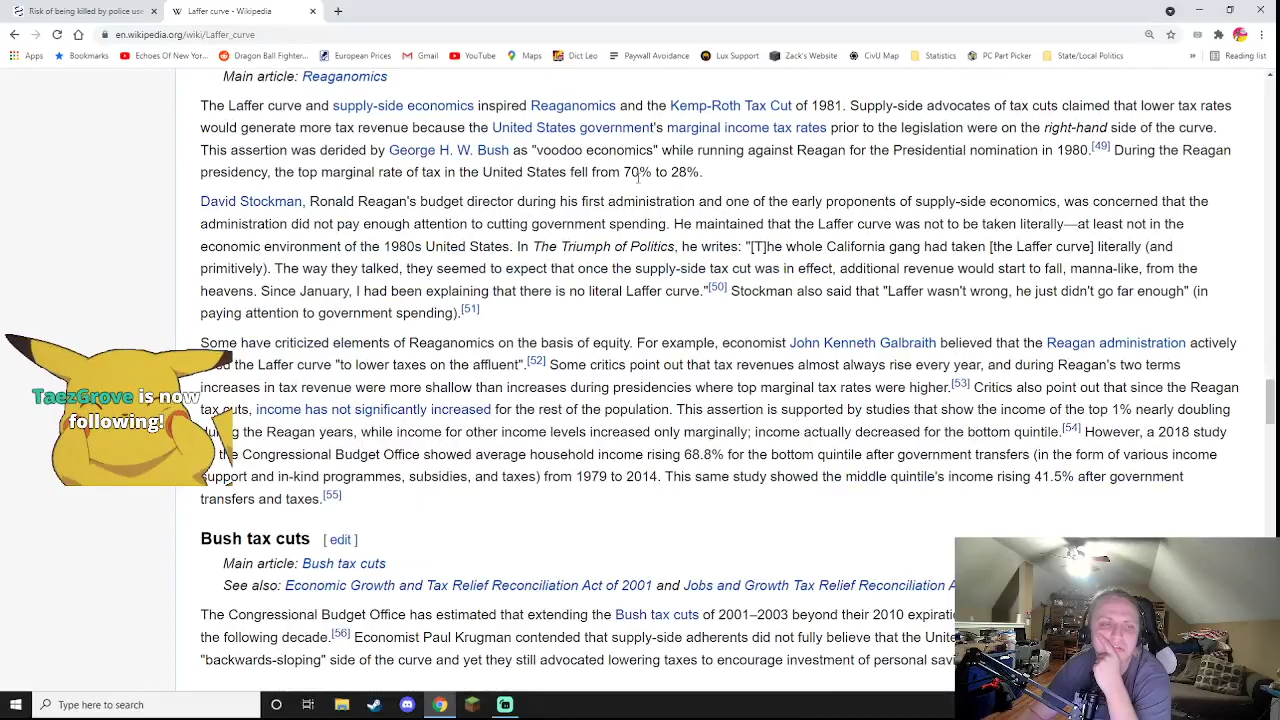 Risk of being killed by police use
Laffer curve - Wikipedia
en.wikipedia.org/wiki/Laffer_curve
Apps Bookmarks Echoes Of New Yor... Dragon Ball Fighter... European Prices Gmail YouTube Maps Dict Leo Paywall Avoidance Lux Support Zack's Website CivU Map Statistics PC Part Picker State/Local Politics » Reading list
Main article: Reaganomics
The Laffer curve and supply-side economics inspired Reaganomics and the Kemp-Roth Tax Cut of 1981. Supply-side advocates of tax cuts claimed that lower tax rates
would generate more tax revenue because the United States government's marginal income tax rates prior to the legislation were on the right-hand side of the curve.
This assertion was derided by George H. W. Bush as "voodoo economics" while running against Reagan for the Presidential nomination in 1980.[49] During the Reagan
presidency, the top marginal rate of tax in the United States fell from 70% to 28%.
David Stockman, Ronald Reagan's budget director during his first administration and one of the early proponents of supply-side economics, was concerned that the
administration did not pay enough attention to cutting government spending. He maintained that the Laffer curve was not to be taken literally—at least not in the
economic environment of the 1980s United States. In The Triumph of Politics, he writes: "[T]he whole California gang had taken [the Laffer curve] literally (and
primitively). The way they talked, they seemed to expect that once the supply-side tax cut was in effect, additional revenue would start to fall, manna-like, from the
heavens. Since January, I had been explaining that there is no literal Laffer curve."[50] Stockman also said that "Laffer wasn't wrong, he just didn't go far enough" (in
paying attention to government spending).[51]
Some have criticized elements of Reaganomics on the basis of equity. For example, economist John Kenneth Galbraith believed that the Reagan administration actively
the Laffer curve "to lower taxes on the affluent".[52] Some critics point out that tax revenues almost always rise every year, and during Reagan's two terms
increases in tax revenue were more shallow than increases during presidencies where top marginal tax rates were higher.[53] Critics also point out that since the Reagan
tax cuts, income has not significantly increased for the rest of the population. This assertion is supported by studies that show the income of the top 1% nearly doubling
the Reagan years, while income for other income levels increased only marginally; income actually decreased for the bottom quintile.[54] However, a 2018 study
the Congressional Budget Office showed average household income rising 68.8% for the bottom quintile after government transfers (in the form of various income
support and in-kind programmes, subsidies, and taxes) from 1979 to 2014. This same study showed the middle quintile's income rising 41.5% after government
transfers and taxes.[55]
TaezGrove is now
following!
Bush tax cuts [ edit ]
Main article: Bush tax cuts
See also: Economic Growth and Tax Relief Reconciliation Act of 2001 and Jobs and Growth Tax Relief Reconciliation A
The Congressional Budget Office has estimated that extending the Bush tax cuts of 2001–2003 beyond their 2010 expirati
the following decade.[56] Economist Paul Krugman contended that supply-side adherents did not fully believe that the Unite
"backwards-sloping" side of the curve and yet they still advocated lowering taxes to encourage investment of personal savi
Type here to search